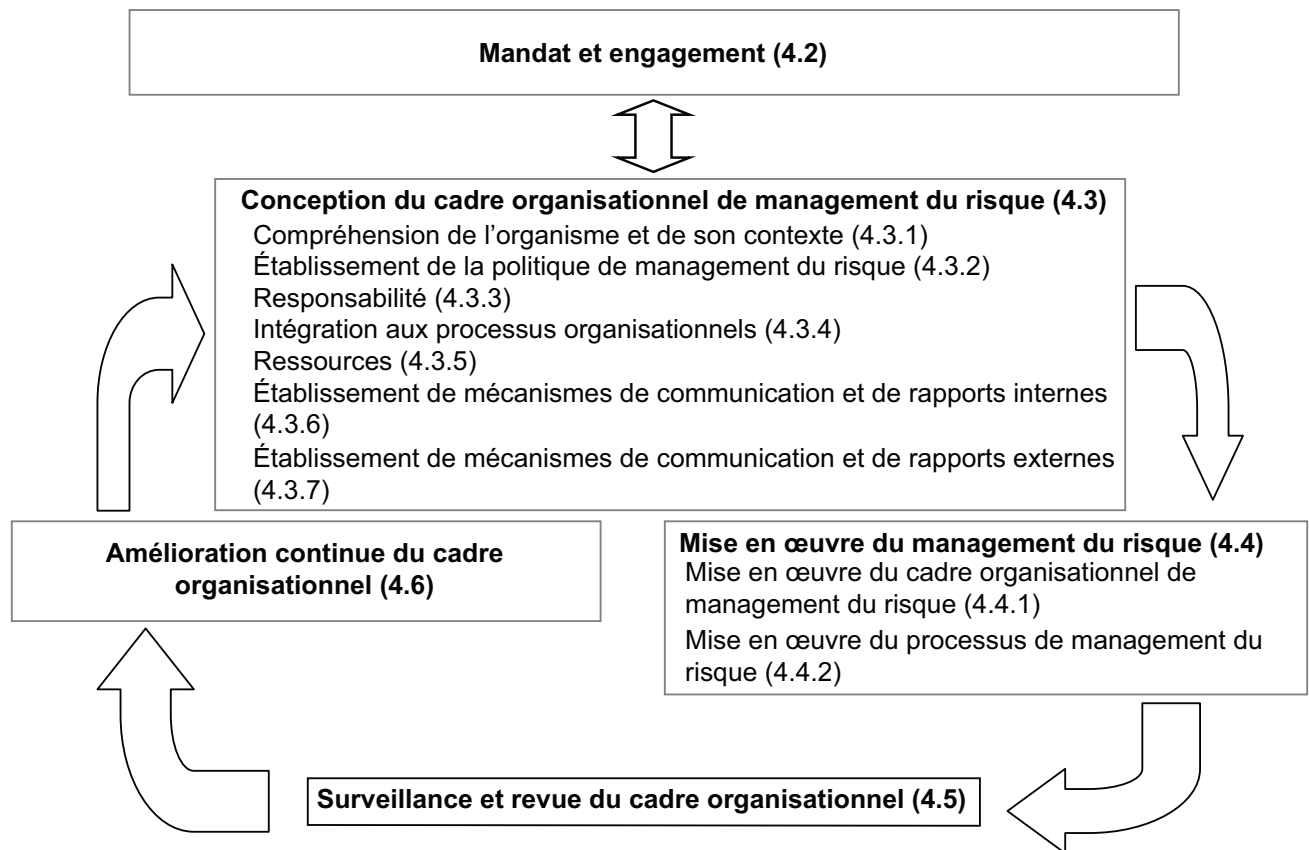 Mandat et engagement (4.2)
Conception du cadre organisationnel de management du risque (4.3)
Compréhension de l’organisme et de son contexte (4.3.1)
Établissement de la politique de management du risque (4.3.2)
Responsabilité (4.3.3)
Intégration aux processus organisationnels (4.3.4)
Ressources (4.3.5)
Établissement de mécanismes de communication et de rapports internes
(4.3.6)
Établissement de mécanismes de communication et de rapports externes
(4.3.7)
Amélioration continue du cadre
organisationnel (4.6)
Mise en œuvre du management du risque (4.4)
Mise en œuvre du cadre organisationnel de
management du risque (4.4.1)
Mise en œuvre du processus de management du
risque (4.4.2)
Surveillance et revue du cadre organisationnel (4.5)